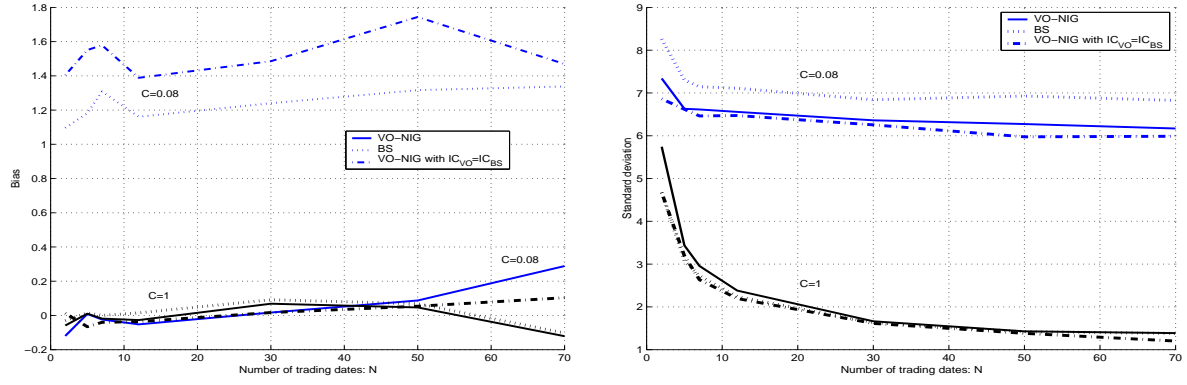 1.8
1.6
1.4
1.2
1
0.8
0.6
0.4
0.2
0
−0.2
Bias
0 10 20 30 40 50 60 70
Number of trading dates: N
C=0.08
VO−NIG
BS
VO−NIG with IC_VO=IC_BS
C=0.08
C=1
9
8
7
6
5
4
3
2
1
Standard deviation
0 10 20 30 40 50 60 70
Number of trading dates: N
VO−NIG
BS
VO−NIG with IC_VO=IC_BS
C=0.08
C=1